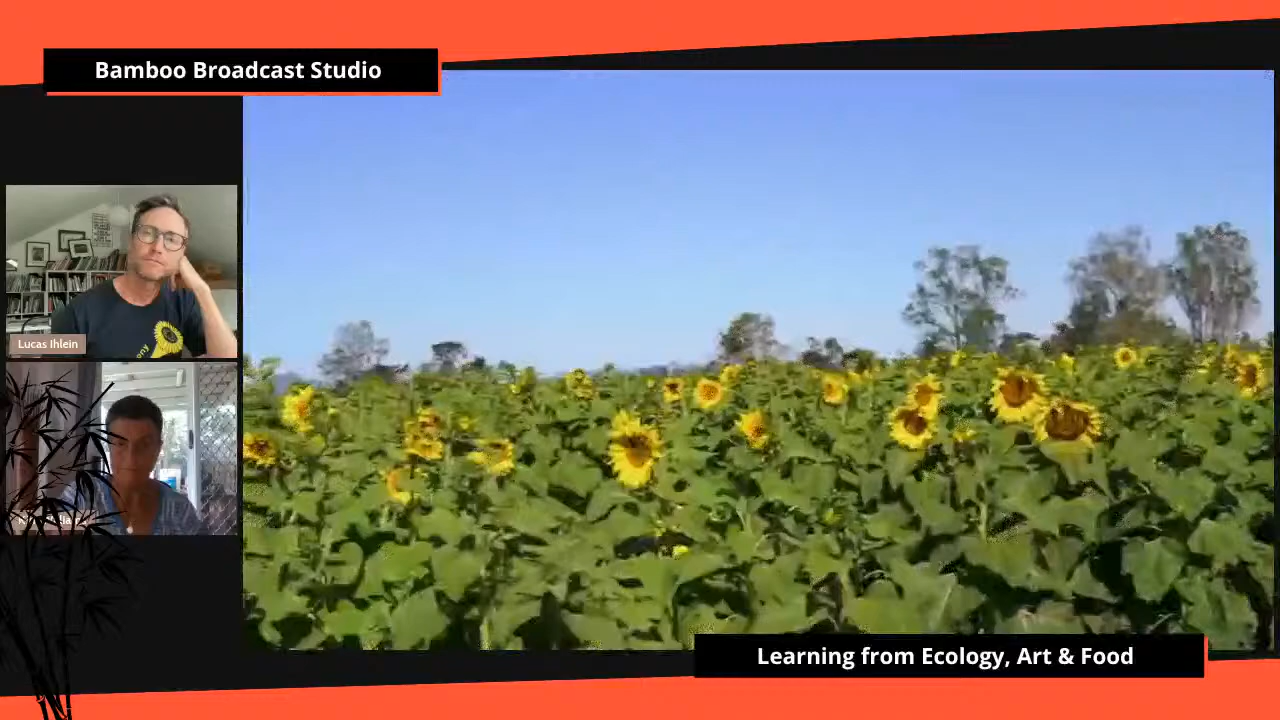 Bamboo Broadcast Studio
Lucas Ihlein
Learning from Ecology, Art & Food